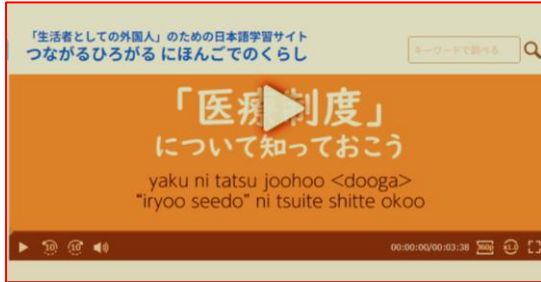 「生活者としての外国人」のための日本語学習サイト
つながるひろがる にほんごでのくらし
キーワードで調べる
「医療制度」
について知っておこう
yaku ni tatsu joohoo <dooga>
"iryoo seedo" ni tsuite shitte okoo
10 10 00:00:00/00:03:38 360p x1.0